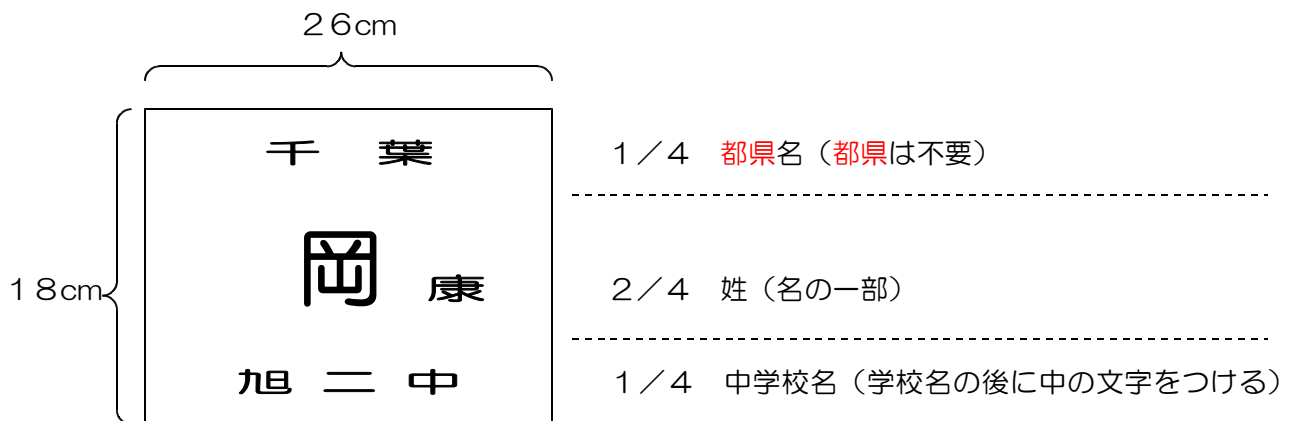 ２６cm
千　葉
１／４　都県名（都県は不要）
岡　康
１８cm
２／４　姓（名の一部）
旭　二　中
１／４　中学校名（学校名の後に中の文字をつける）